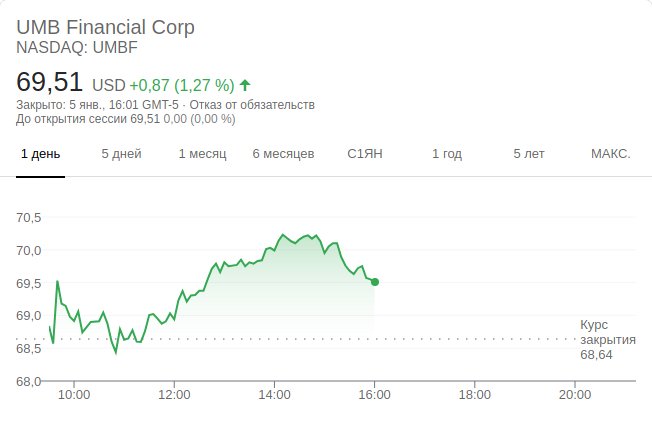 UMB Financial Corp
NASDAQ: UMBF
69,51 USD +0,87 (1,27 %)
Закрыто: 5 янв., 16:01 GMT-5 · Отказ от обязательств
До открытия сессии 69,51 0,00 (0,00 %)
1 день 5 дней 1 месяц 6 месяцев С1ЯН 1 год 5 лет МАКС.
70,5
70,0
69,5
69,0
68,5
68,0
Курс
закрытия
68,64
10:00 12:00 14:00 16:00 18:00 20:00